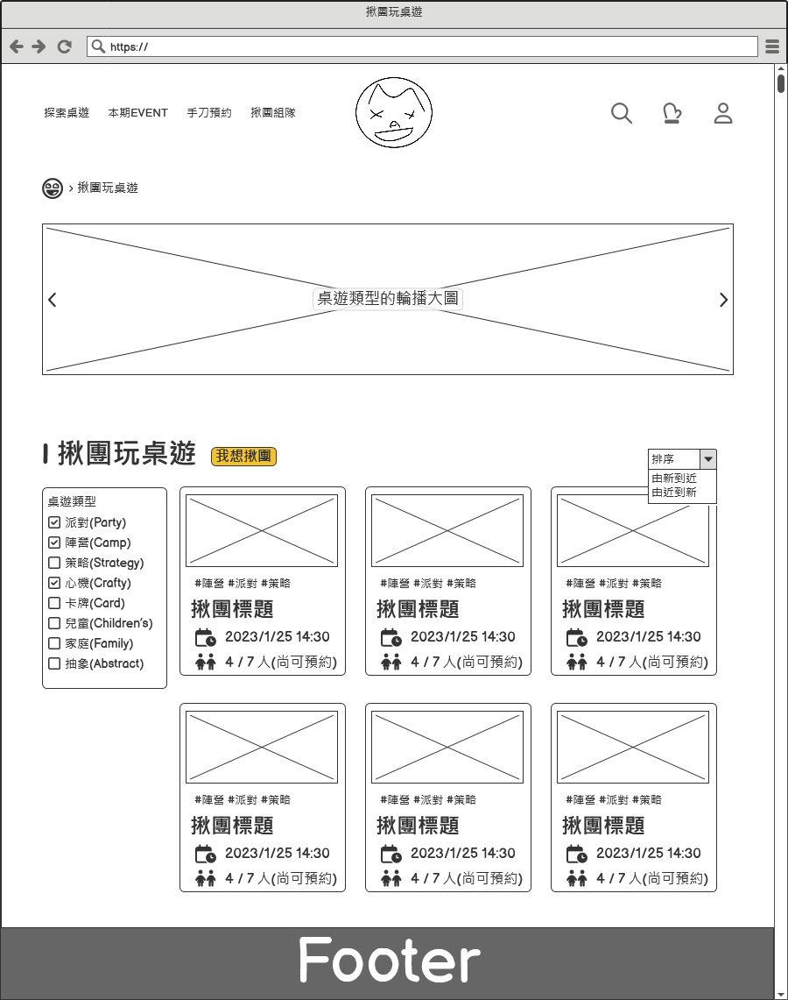 揪團玩桌遊
https://
探索桌遊 本期EVENT 手刀預約 揪團組隊
> 揪團玩桌遊
桌遊類型的輪播大圖
揪團玩桌遊 我想揪團
排序
由新到近
由近到新
桌遊類型
派對(Party)
陣營(Camp)
策略(Strategy)
心機(Crafty)
卡牌(Card)
兒童(Children's)
家庭(Family)
抽象(Abstract)
#陣營 #派對 #策略
揪團標題
2023/1/25 14:30
4 / 7 人(尚可預約)
#陣營 #派對 #策略
揪團標題
2023/1/25 14:30
4 / 7 人(尚可預約)
#陣營 #派對 #策略
揪團標題
2023/1/25 14:30
4 / 7 人(尚可預約)
#陣營 #派對 #策略
揪團標題
2023/1/25 14:30
4 / 7 人(尚可預約)
#陣營 #派對 #策略
揪團標題
2023/1/25 14:30
4 / 7 人(尚可預約)
#陣營 #派對 #策略
揪團標題
2023/1/25 14:30
4 / 7 人(尚可預約)
Footer